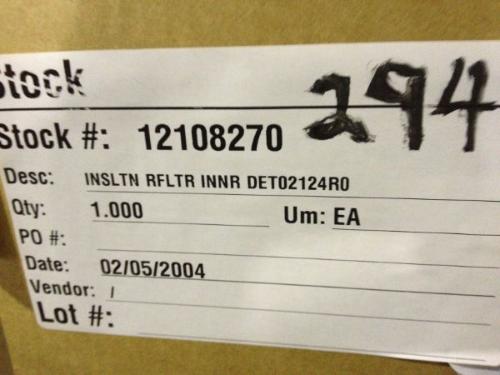 Stock
294
Stock #: 12108270
Desc: INSLTN RFLTR INNR DET02124R0
Qty: 1.000 Um: EA
PO #:
Date: 02/05/2004
Vendor: /
Lot #: